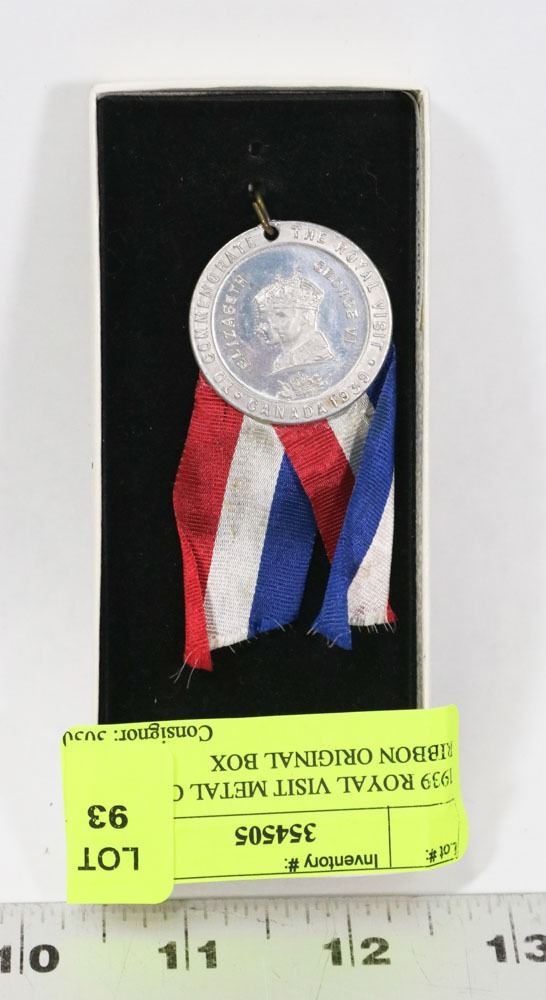 TO COMMEMORATE THE ROYAL VISIT
ELIZABETH GEORGE VI
CANADA 1939
LOT
93
Lot #:
Inventory #:
354505
1939 ROYAL VISIT METAL
RIBBON ORIGINAL BOX
Consignor: 5050
10 11 12 13